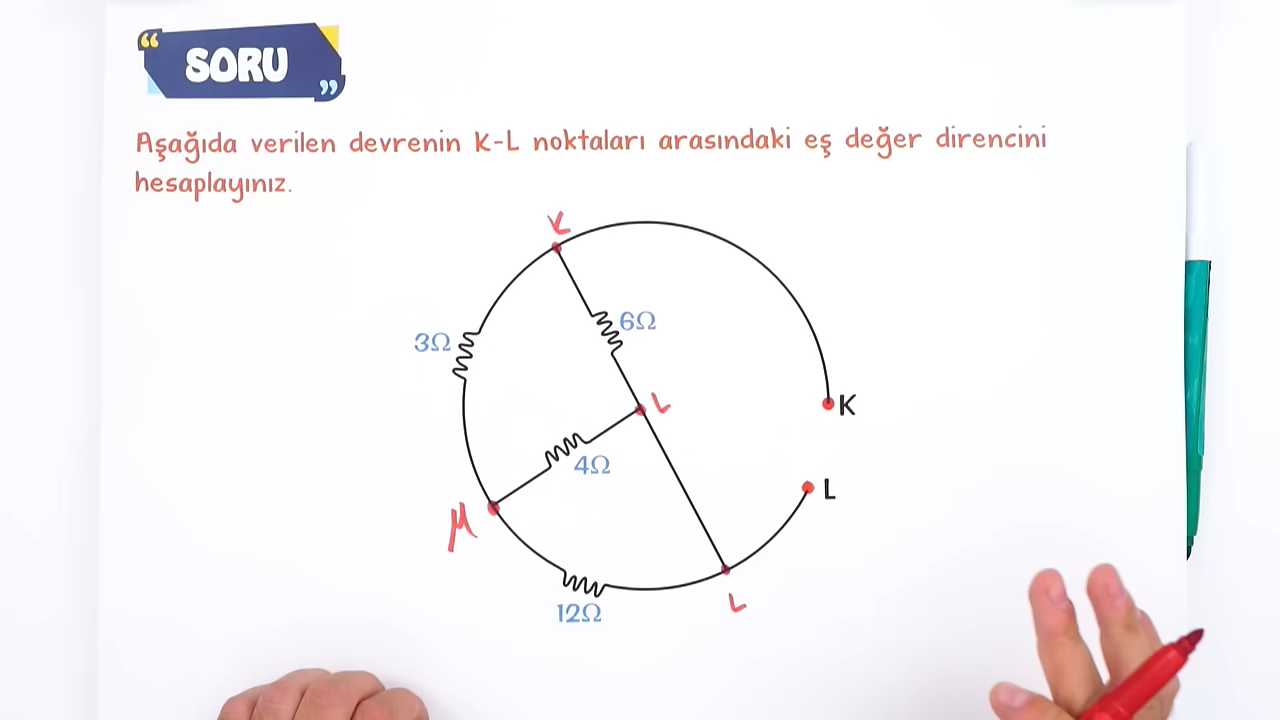 SORU
Aşağıda verilen devrenin K-L noktaları arasındaki eş değer direncini
hesaplayınız.
K
3Ω
6Ω
L
K
4Ω
L
M
12Ω
L